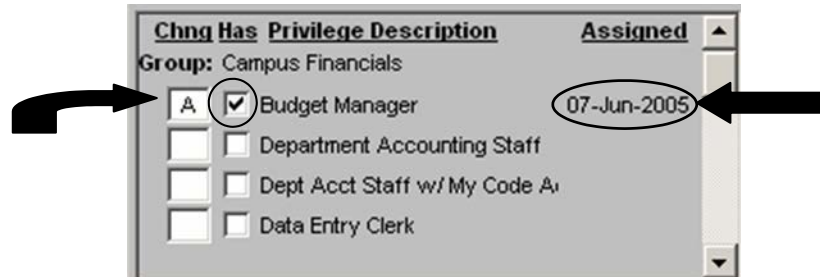 Chng Has Privilege Description Assigned
Group: Campus Financials
A Budget Manager 07-Jun-2005
Department Accounting Staff
Dept Acct Staff w/ My Code
Data Entry Clerk